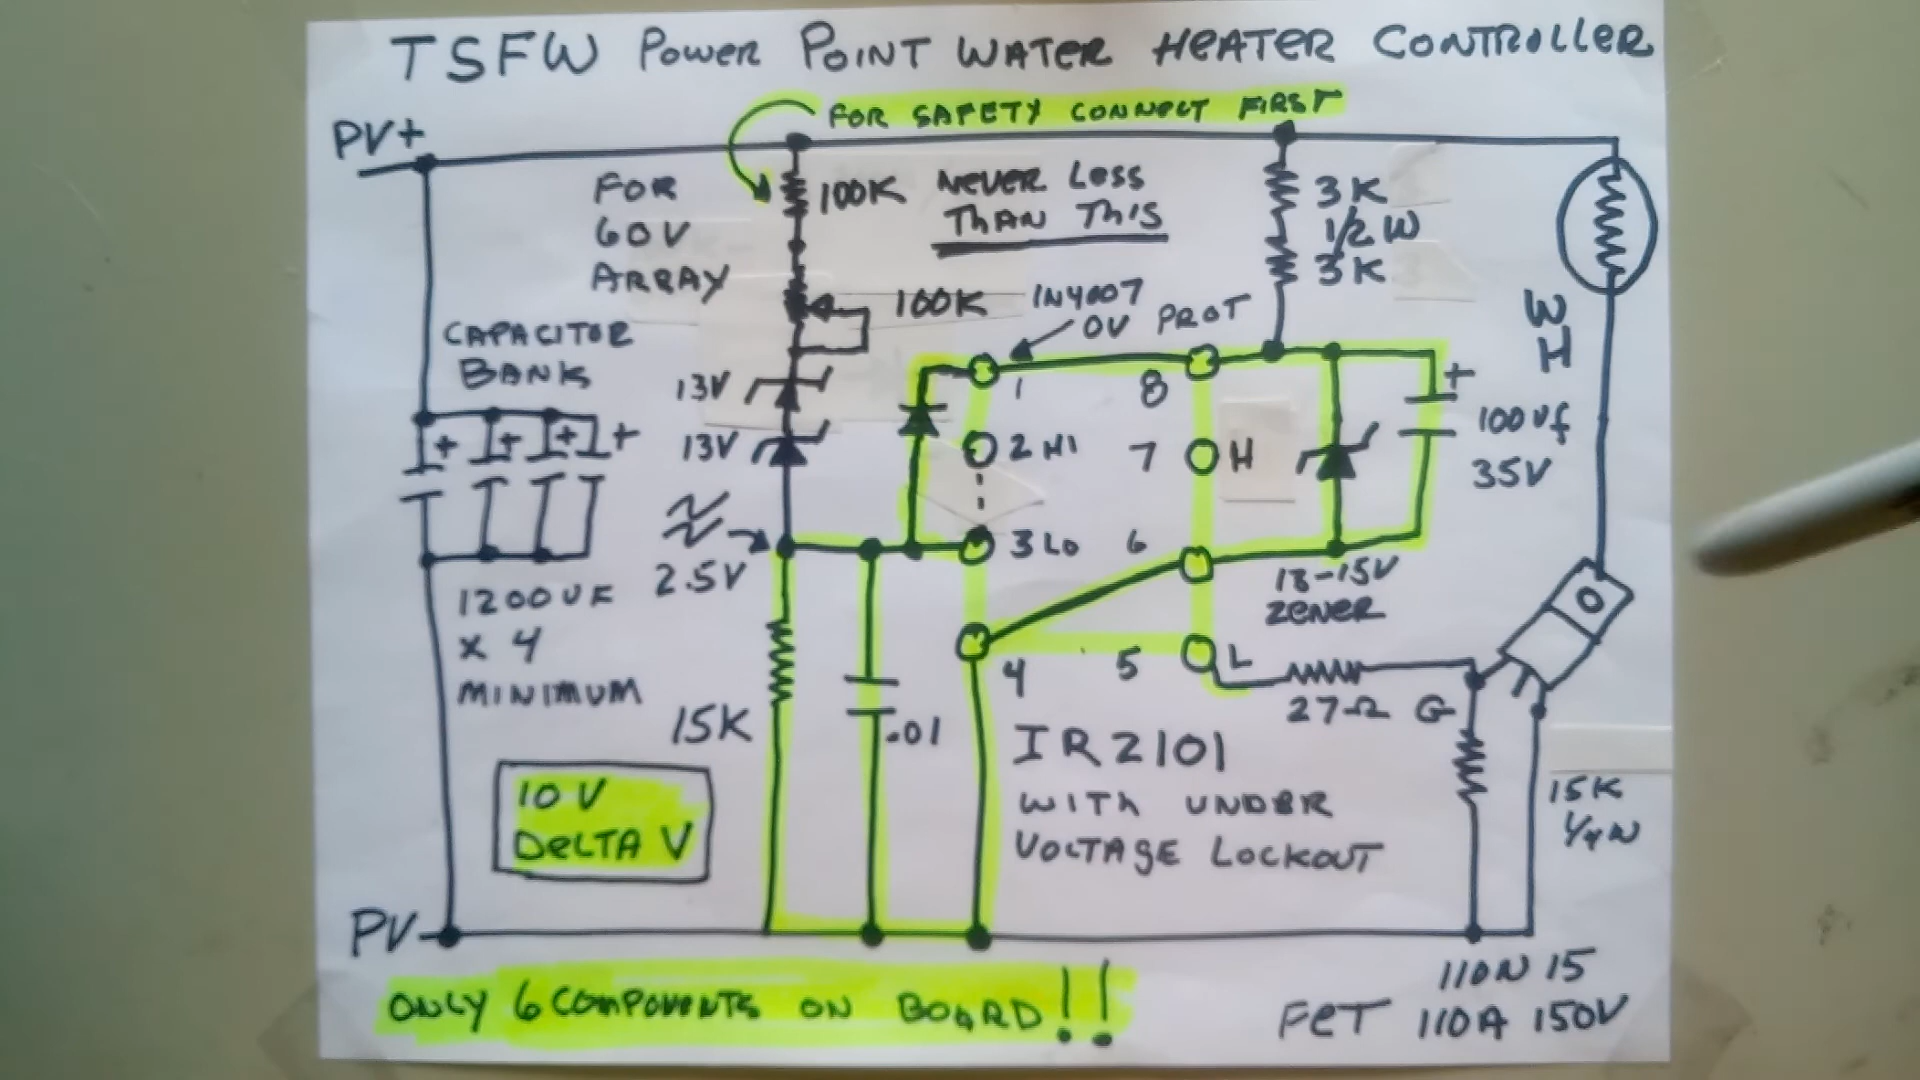 TSFW POWER POINT WATER HEATER CONTROLLER
FOR SAFETY CONNECT FIRST
PV+
FOR
60V
ARRAY
100K
NEVER LESS
THAN THIS
3K
1/2 W
3K
100K
1N4007
OV PROT
WH
CAPACITOR
BANK
13V
13V
+ + + +
1 8
2 HI 7 H
3 LO 6
4 5 L
+
100uf
35V
2.5V
1200UF
x 4
MINIMUM
15K
.01
-15V
ZENER
27Ω G
IR2101
WITH UNDER
VOLTAGE LOCKOUT
15K
1/4W
10V
DELTA V
PV-
ONLY 6 COMPONENTS ON BOARD!!
110N15
FET 110A 150V